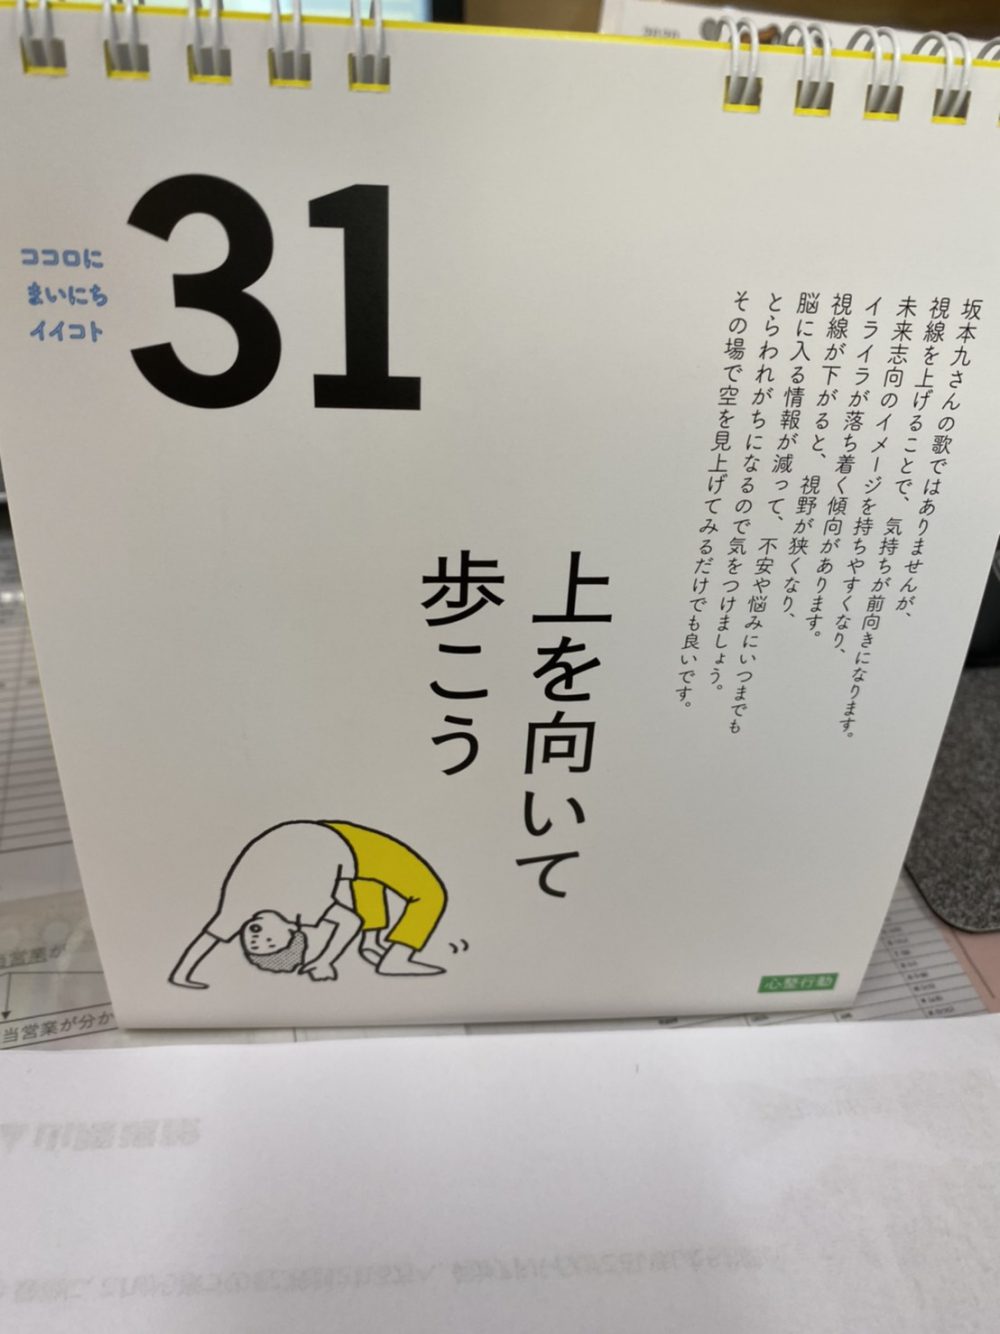 31
ココロに
まいにち
イイコト
坂本九さんの歌ではありませんが、
視線を上げることで、気持ちが前向きになります。
未来志向のイメージを持ちやすくなり、
イライラが落ち着く傾向があります。
視線が下がると、視野が狭くなり、
脳に入る情報が減って、不安や悩みにいつまでも
とらわれがちになるので気をつけましょう。
その場で空を見上げてみるだけでも良いです。
上を向いて
歩こう
心整行動
当営業が分か